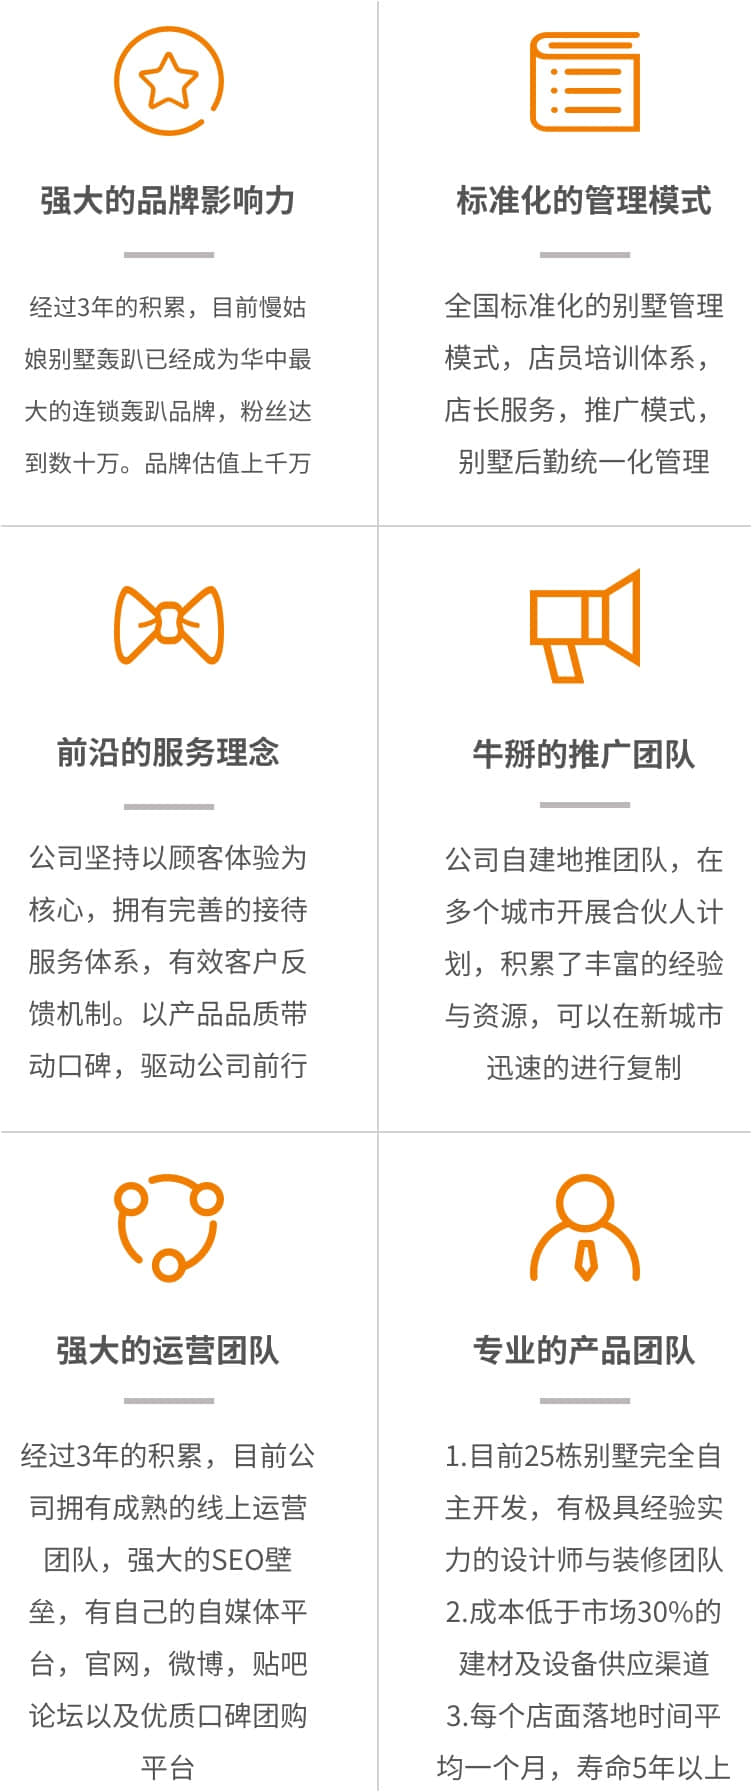 强大的品牌影响力
经过3年的积累，目前慢姑
娘别墅轰趴已经成为华中最
大的连锁轰趴品牌，粉丝达
到数十万。品牌估值上千万
标准化的管理模式
全国标准化的别墅管理
模式，店员培训体系，
店长服务，推广模式，
别墅后勤统一化管理
前沿的服务理念
公司坚持以顾客体验为
核心，拥有完善的接待
服务体系，有效客户反
馈机制。以产品品质带
动口碑，驱动公司前行
牛掰的推广团队
公司自建地推团队，在
多个城市开展合伙人计
划，积累了丰富的经验
与资源，可以在新城市
迅速的进行复制
强大的运营团队
经过3年的积累，目前公
司拥有成熟的线上运营
团队，强大的SEO壁
垒，有自己的自媒体平
台，官网，微博，贴吧
论坛以及优质口碑团购
平台
专业的产品团队
1.目前25栋别墅完全自
主开发，有极具经验实
力的设计师与装修团队
2.成本低于市场30%的
建材及设备供应渠道
3.每个店面落地时间平
均一个月，寿命5年以上